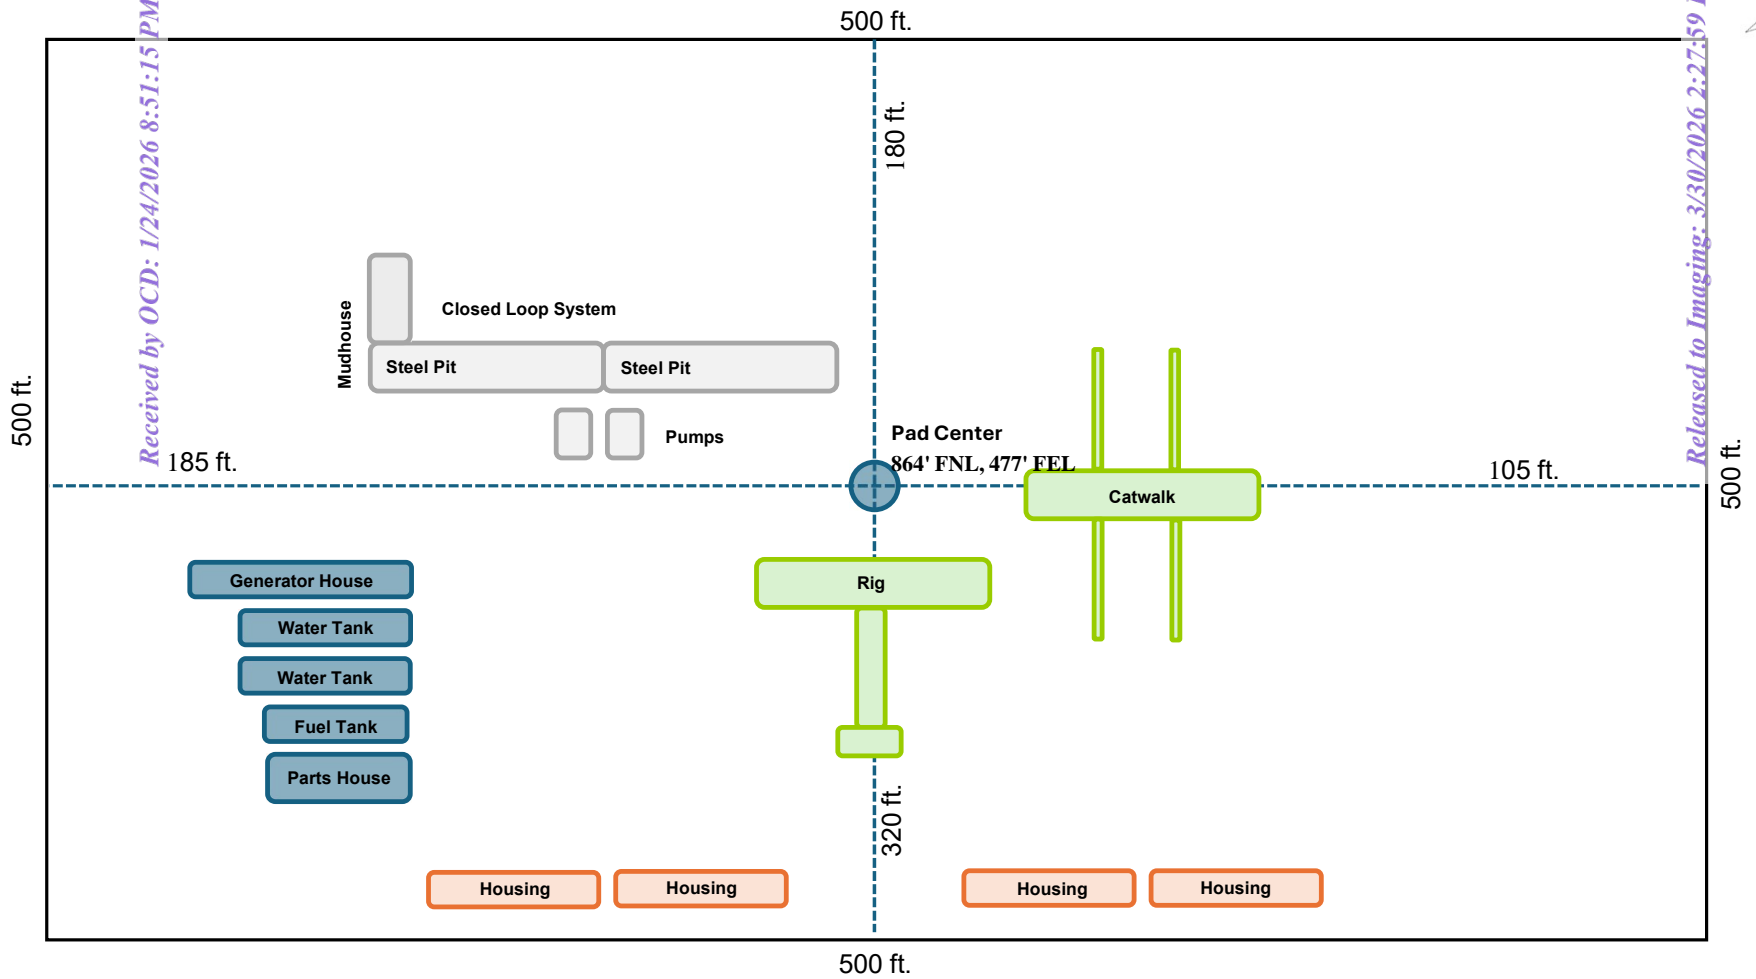 500 ft.
Received by OCD: 1/24/2026 8:51:15 PM
Released to Imaging: 3/30/2026 2:27:59
180 ft.
Mudhouse
Closed Loop System
Steel Pit
Steel Pit
500 ft.
Pumps
Pad Center
864' FNL, 477' FEL
185 ft.
105 ft.
500 ft.
Catwalk
Generator House
Rig
Water Tank
Water Tank
Fuel Tank
Parts House
320 ft.
Housing
Housing
Housing
Housing
500 ft.